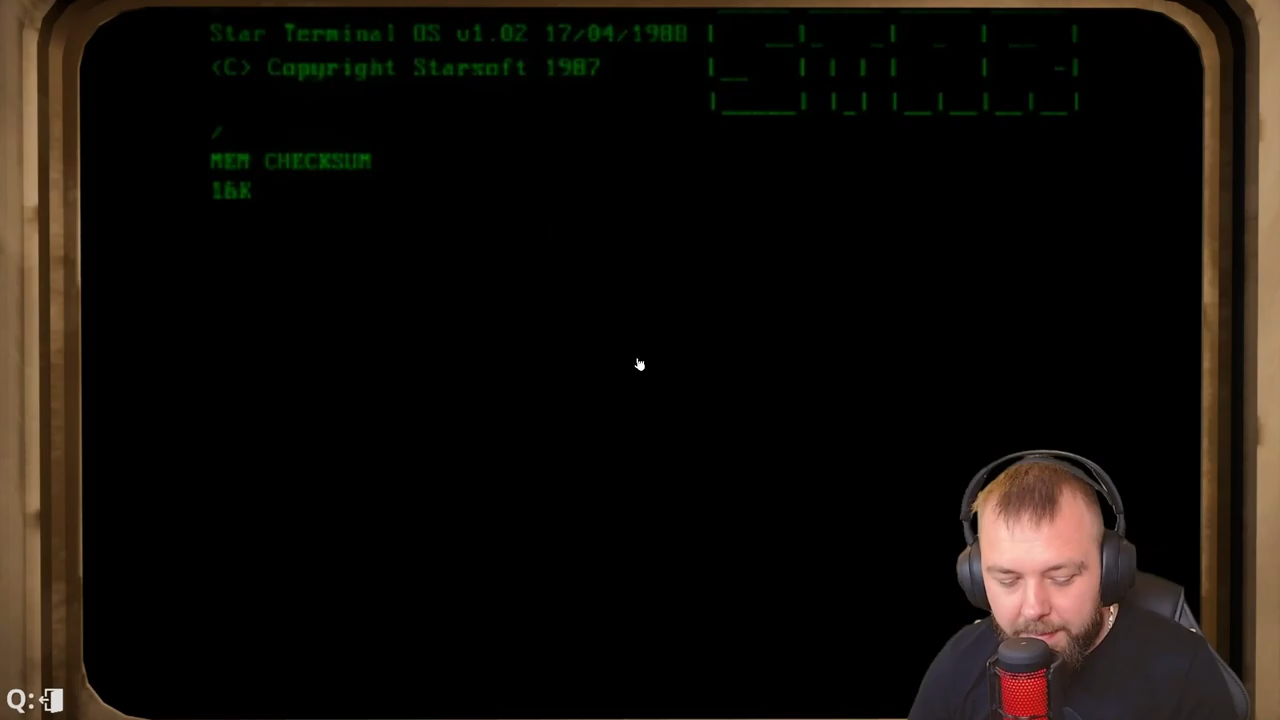 Star Terminal OS v1.02 17/04/1988
(C) Copyright Starsoft 1987
/
MEM CHECKSUM
16K
Q: